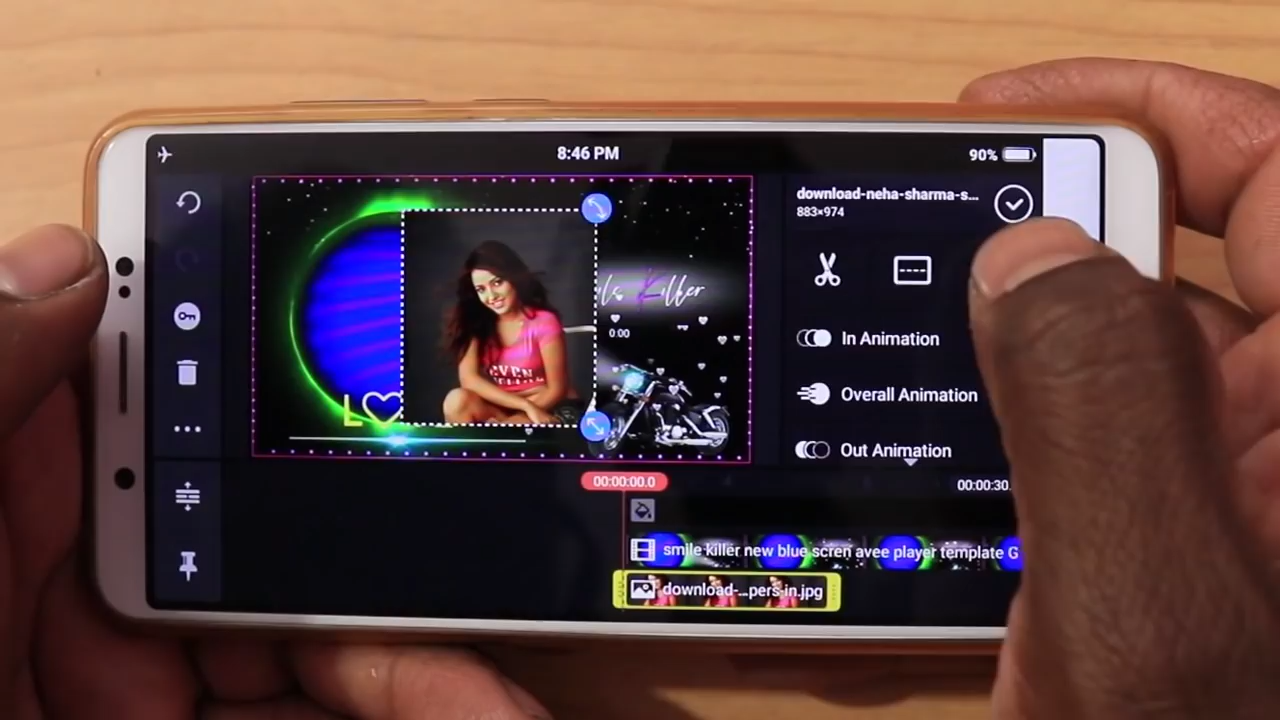 8:46 PM
90%
download-neha-sharma-s...
883×974
Killer
0:00
In Animation
Overall Animation
L
Out Animation
00:00:00.0
00:00:30.
smile killer new blue scren avee player template G
download-...pers-in.jpg